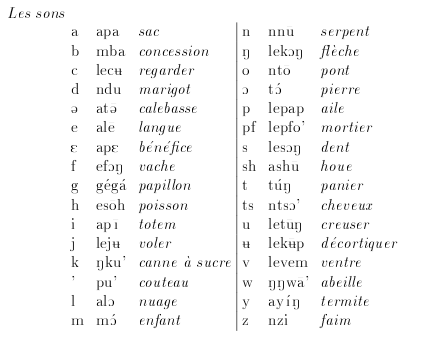 Les sons
a apa sac n nnu serpent
b mba concession ŋ lekɔŋ flèche
c lecʉ regarder o nto pont
d ndu marigot ɔ tɔ́ pierre
ə atə calebasse p lepap aile
e ale langue pf lepfo’ mortier
ɛ apɛ bénéfice s lesɔŋ dent
f efɔŋ vache sh ashu houe
g gégá papillon t túŋ panier
h esoh poisson ts ntsɔ’ cheveux
i apɪ totem u letuŋ creuser
j lejʉ voler ʉ lekʉp décortiquer
k ŋku’ canne à sucre v levem ventre
’ pu’ couteau w ŋŋwa’ abeille
l alɔ nuage y ayíŋ termite
m mɔ́ enfant z nzi faim